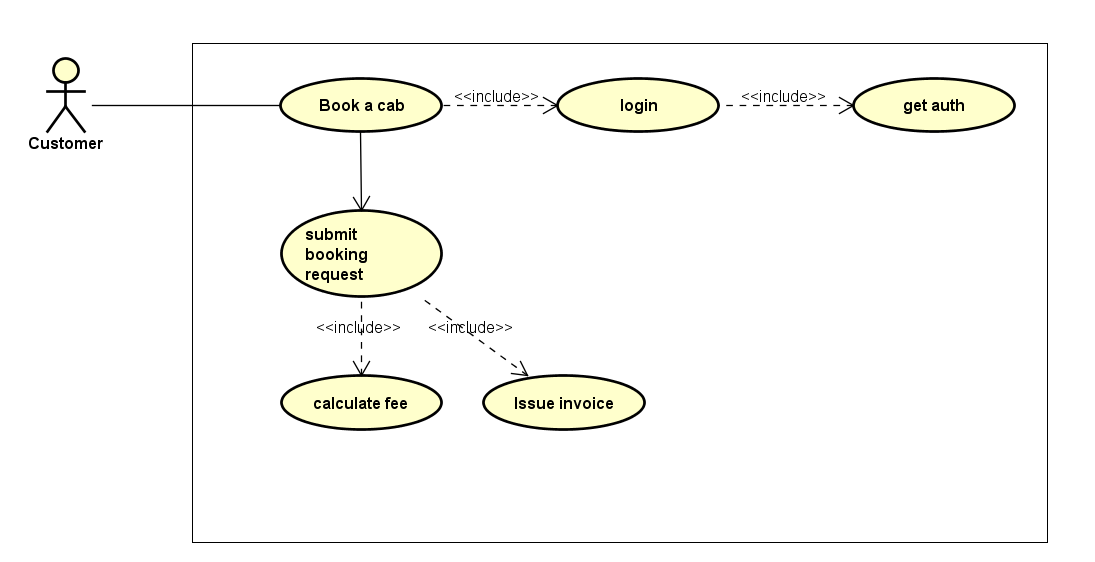 <<include>>
<<include>>
Book a cab
login
get auth
Customer
submit
booking
request
<<include>>
<<include>>
calculate fee
Issue invoice